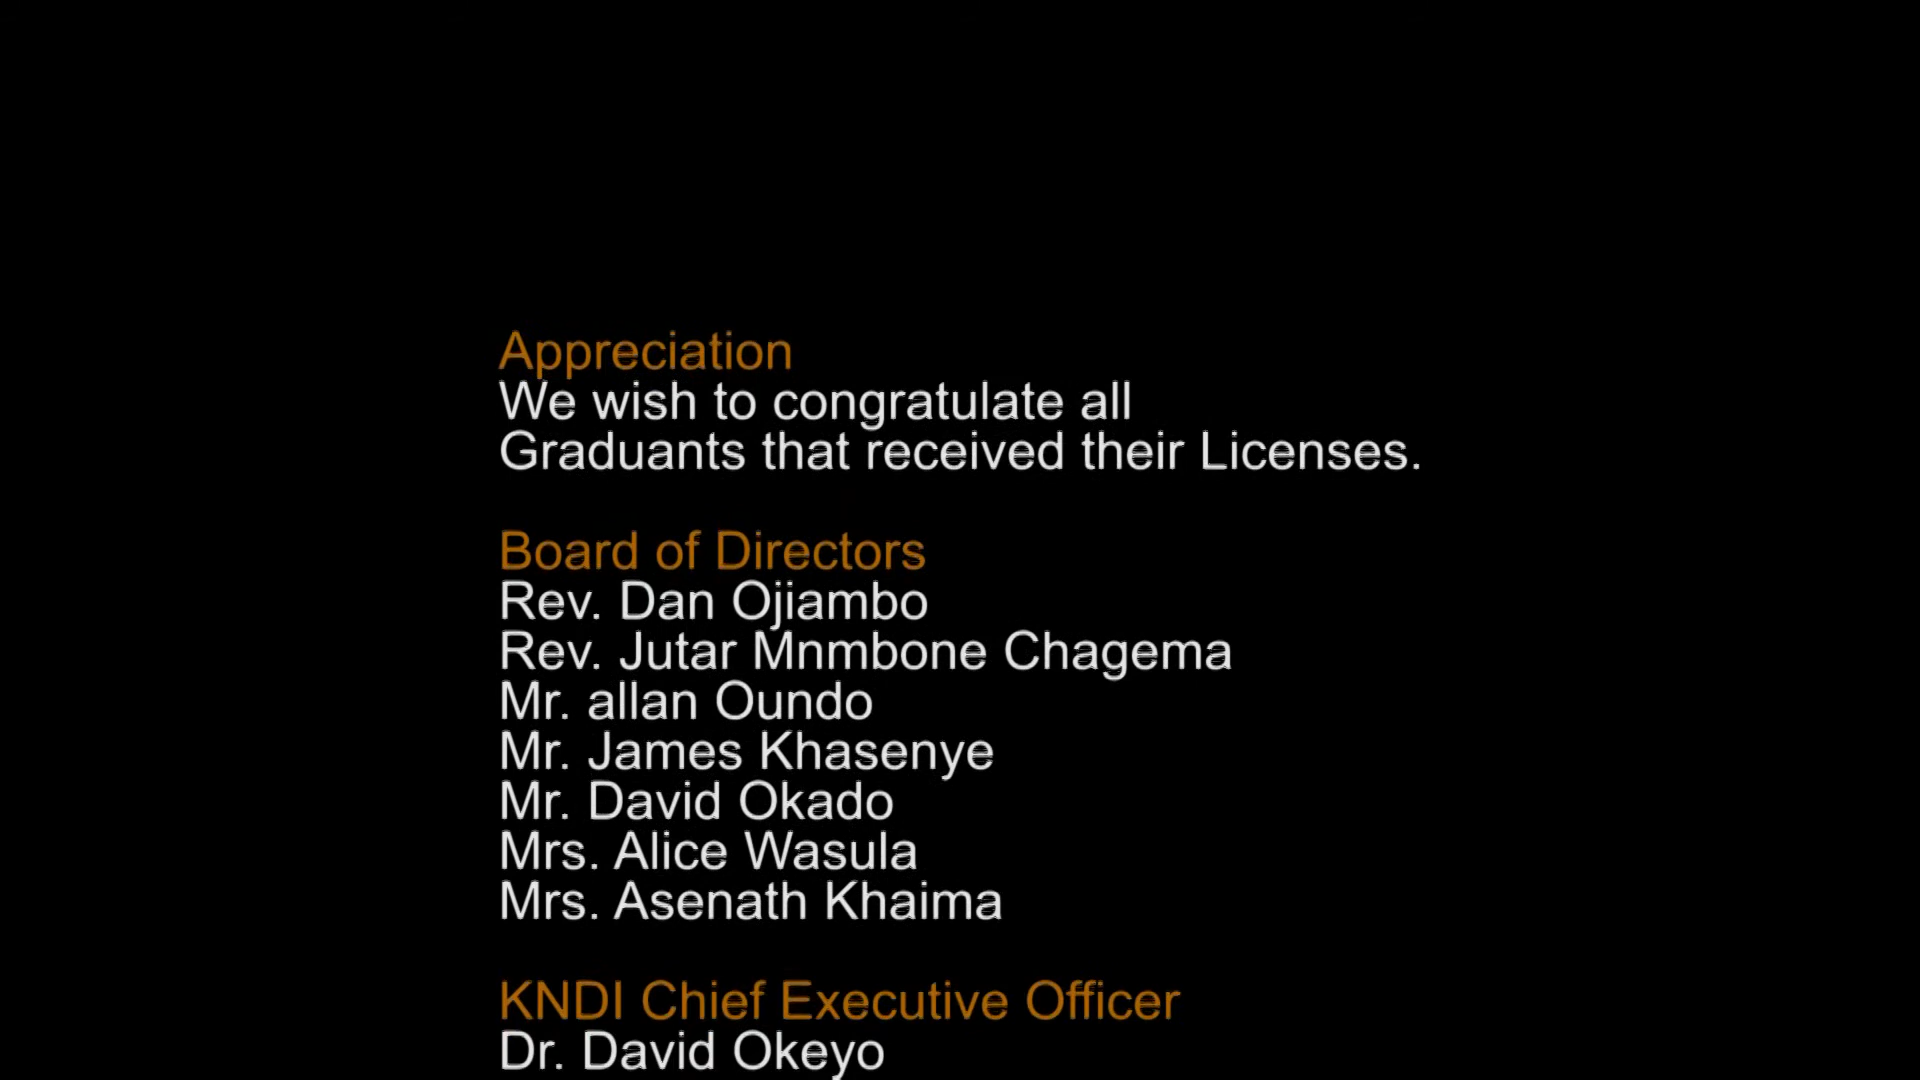 Appreciation
We wish to congratulate all
Graduants that received their Licenses.
Board of Directors
Rev. Dan Ojiambo
Rev. Jutar Mnmbone Chagema
Mr. allan Oundo
Mr. James Khasenye
Mr. David Okado
Mrs. Alice Wasula
Mrs. Asenath Khaima
KNDI Chief Executive Officer
Dr. David Okeyo